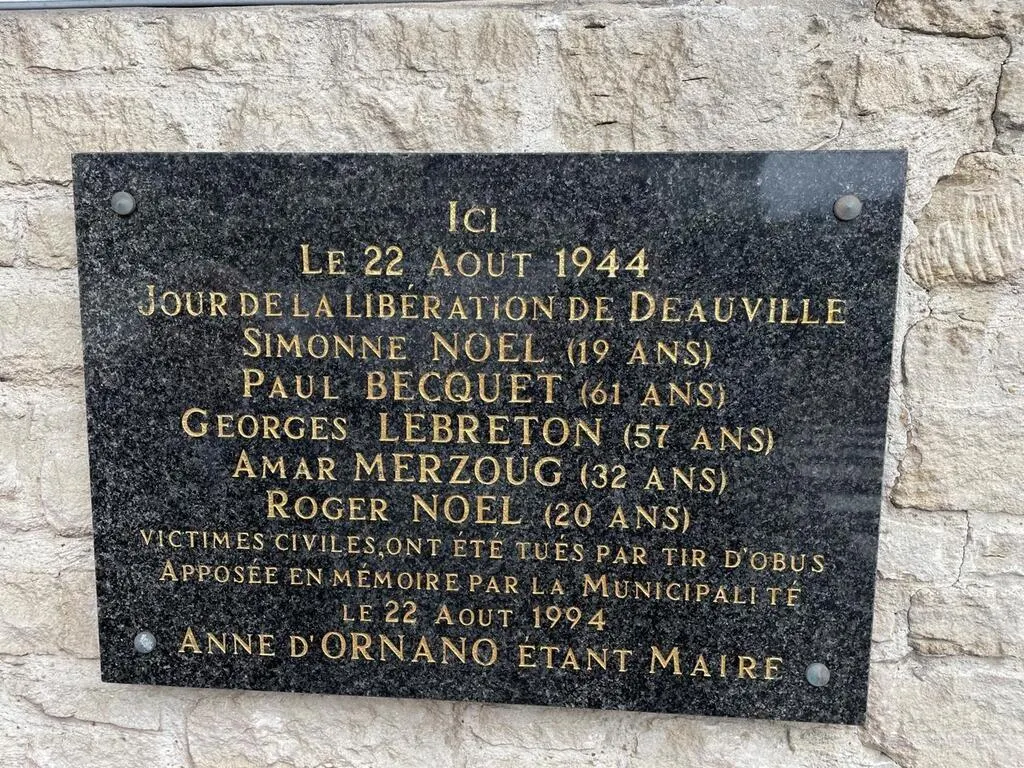 ICI
LE 22 AOUT 1944
JOUR DE LA LIBÉRATION DE DEAUVILLE
SIMONNE NOEL (19 ANS)
PAUL BECQUET (61 ANS)
GEORGES LEBRETON (57 ANS)
AMAR MERZOUG (32 ANS)
ROGER NOEL (20 ANS)
VICTIMES CIVILES, ONT ÉTÉ TUÉS PAR TIR D'OBUS
APPOSÉE EN MÉMOIRE PAR LA MUNICIPALITÉ
LE 22 AOUT 1994
ANNE D'ORNANO ÉTANT MAIRE